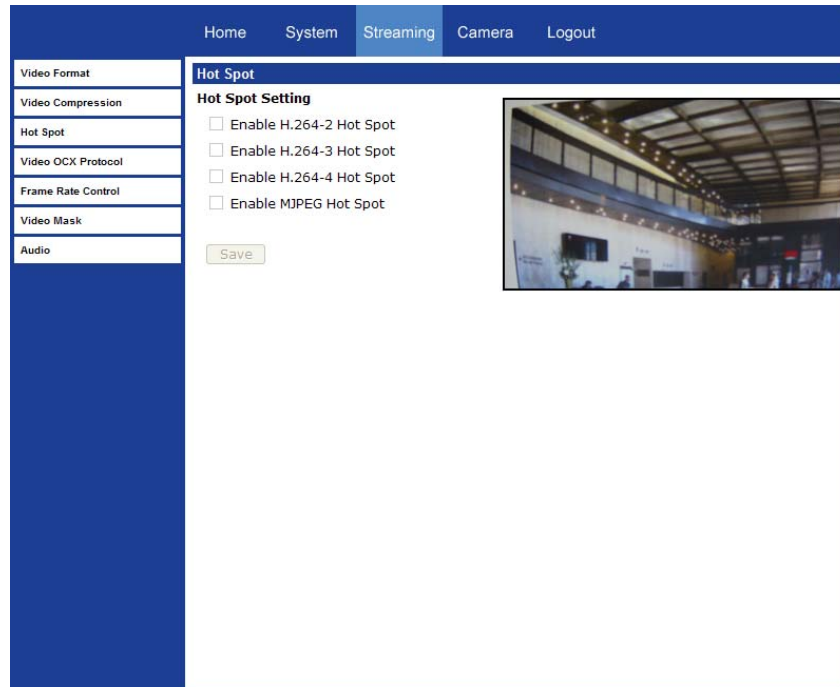 Home System Streaming Camera Logout
Video Format
Video Compression
Hot Spot
Video OCX Protocol
Frame Rate Control
Video Mask
Audio
Hot Spot
Hot Spot Setting
Enable H.264-2 Hot Spot
Enable H.264-3 Hot Spot
Enable H.264-4 Hot Spot
Enable MJPEG Hot Spot
Save